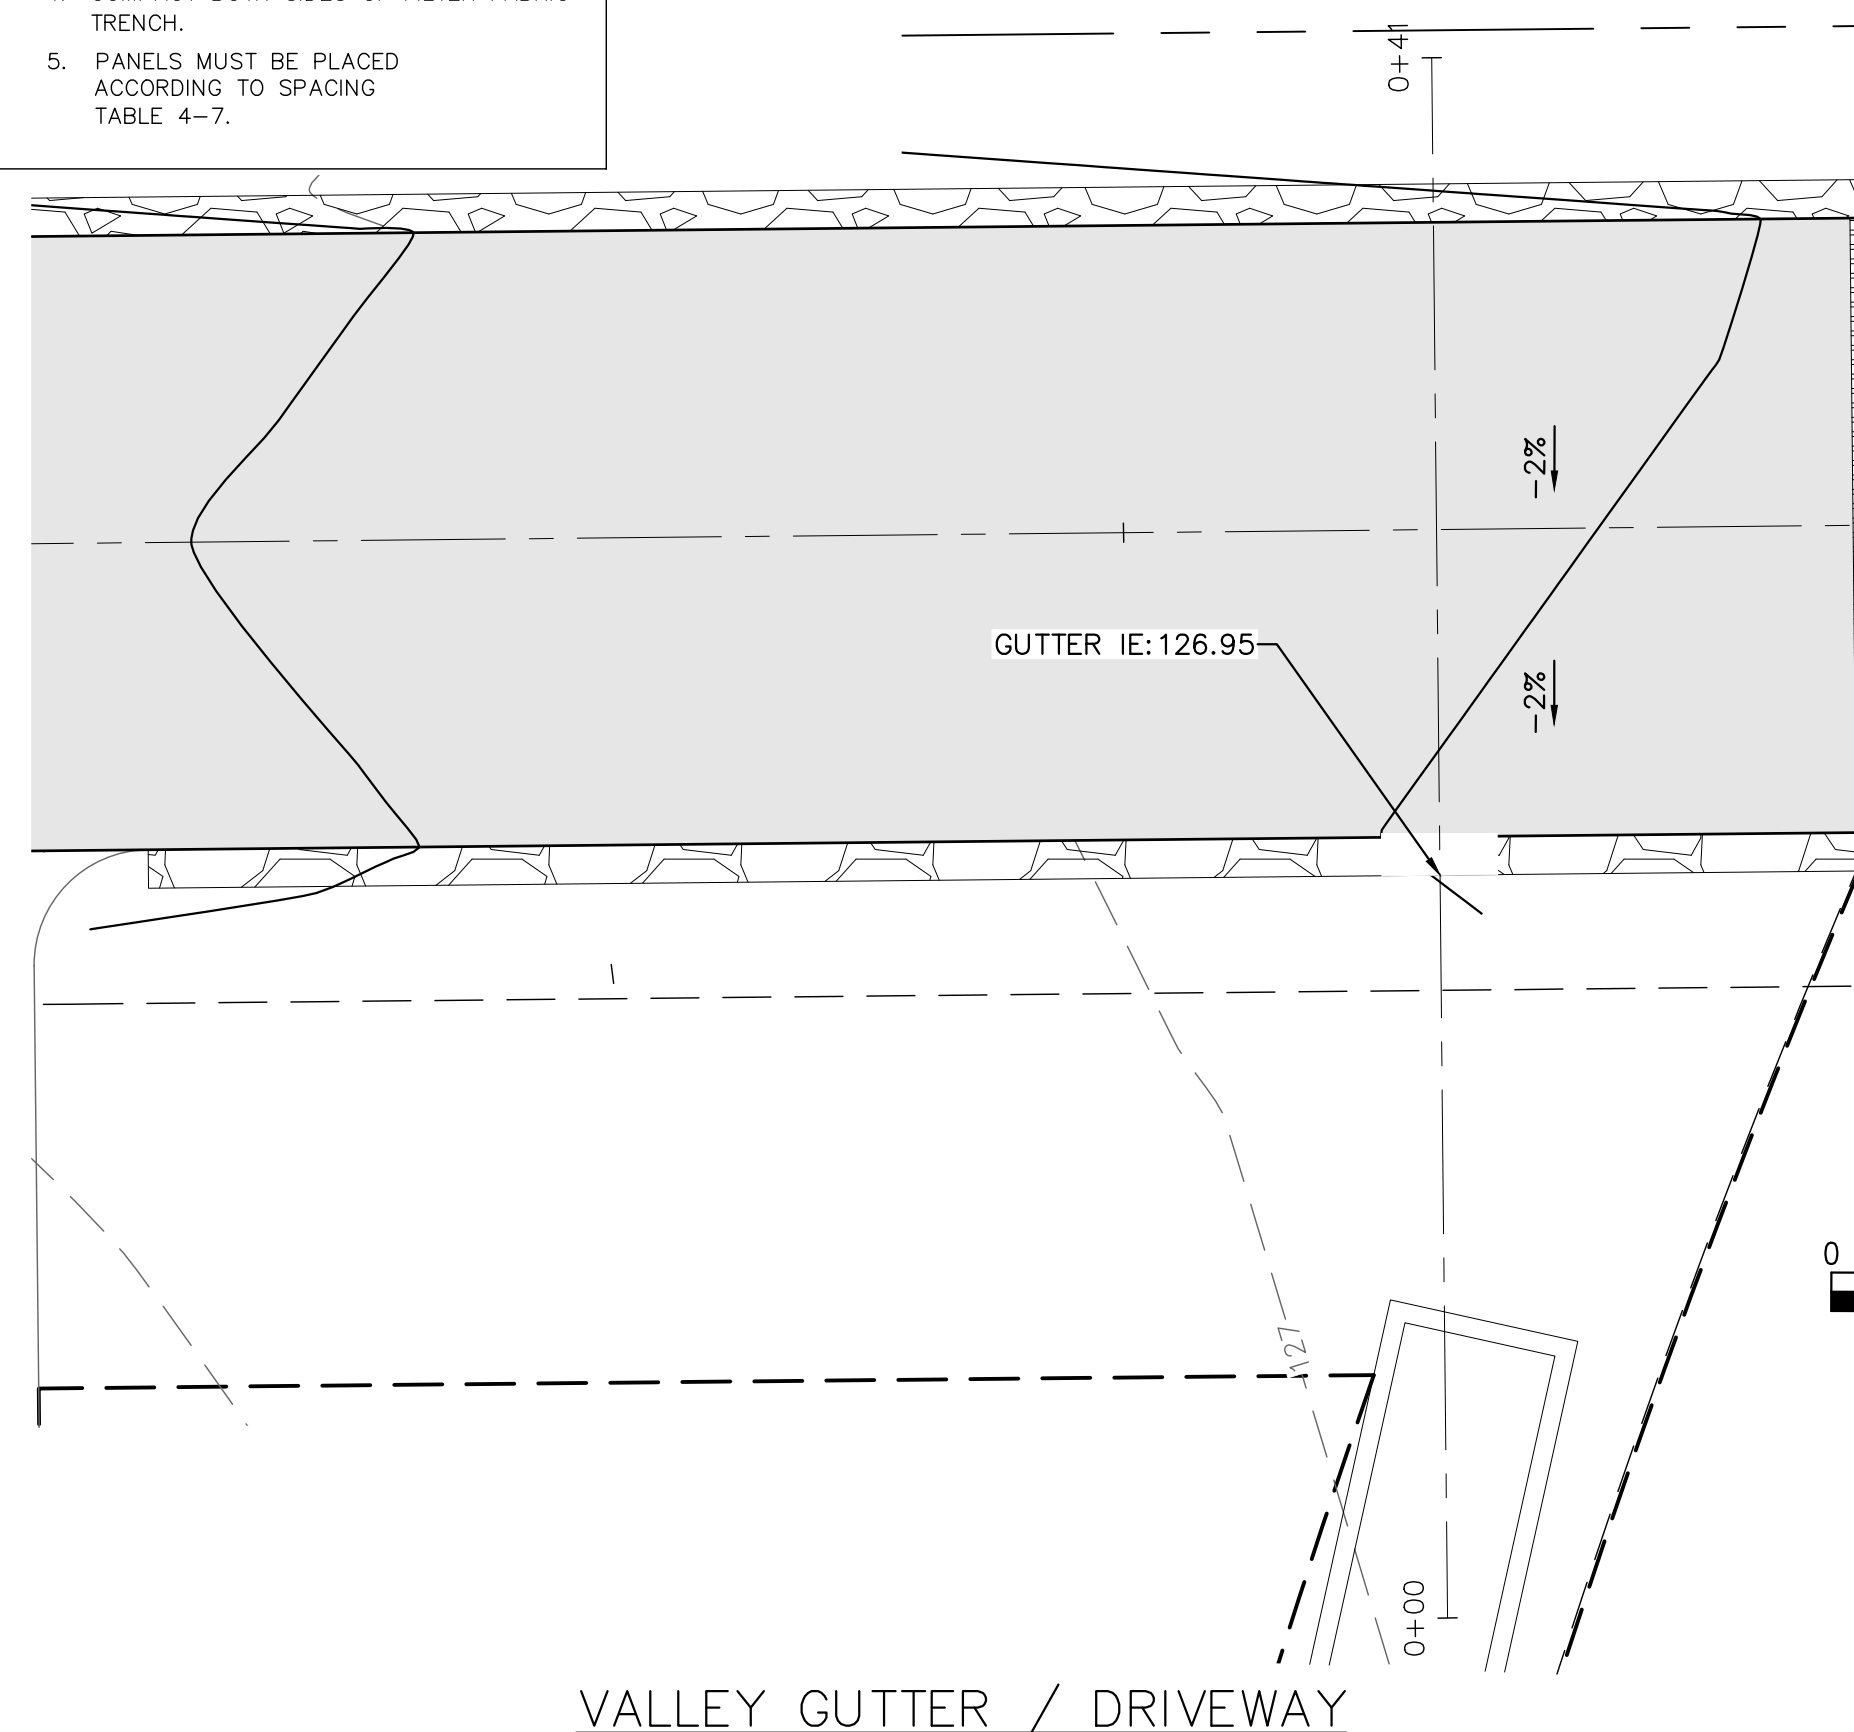 TRENCH.
5. PANELS MUST BE PLACED
ACCORDING TO SPACING
TABLE 4-7.
0+41
-2%
GUTTER IE:126.95
-2%
0
127
0+00
VALLEY GUTTER / DRIVEWAY